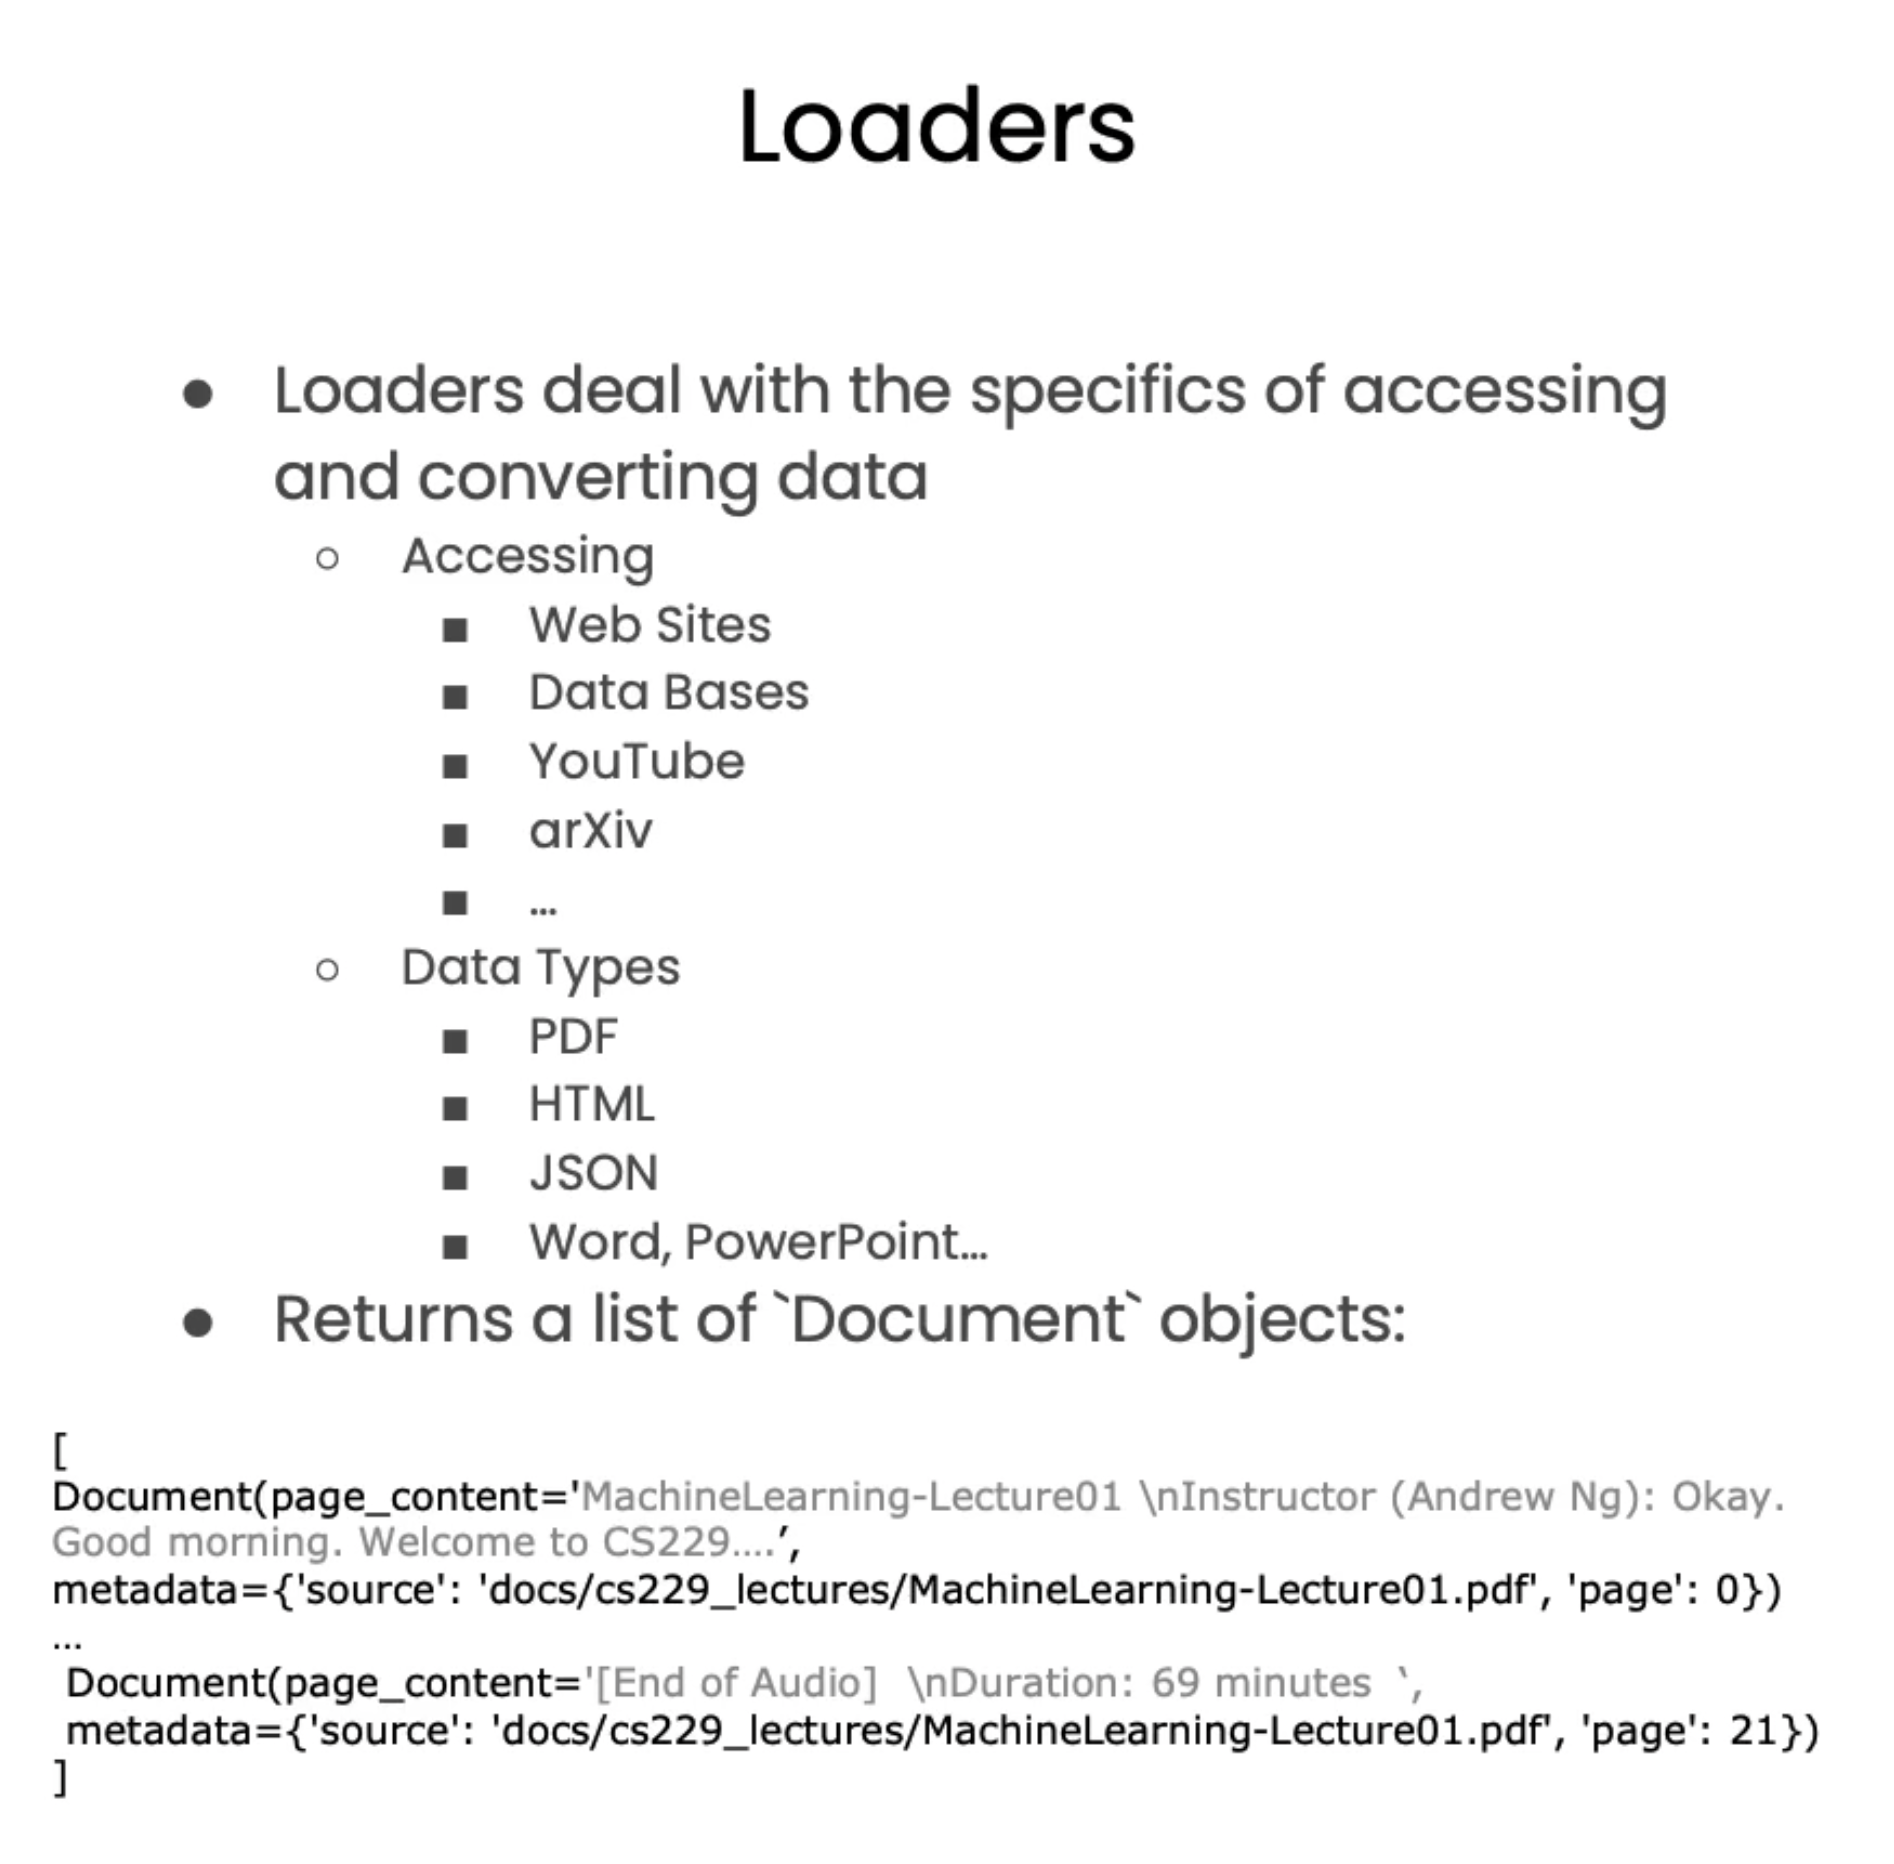 Loaders
● Loaders deal with the specifics of accessing
and converting data
○ Accessing
■ Web Sites
■ Data Bases
■ YouTube
■ arXiv
■ ...
○ Data Types
■ PDF
■ HTML
■ JSON
■ Word, PowerPoint...
● Returns a list of `Document` objects:
[
Document(page_content='MachineLearning-Lecture01 \nInstructor (Andrew Ng): Okay.
Good morning. Welcome to CS229....’,
metadata={'source': 'docs/cs229_lectures/MachineLearning-Lecture01.pdf', 'page': 0})
...
Document(page_content='[End of Audio]  \nDuration: 69 minutes ‘,
metadata={'source': 'docs/cs229_lectures/MachineLearning-Lecture01.pdf', 'page': 21})
]